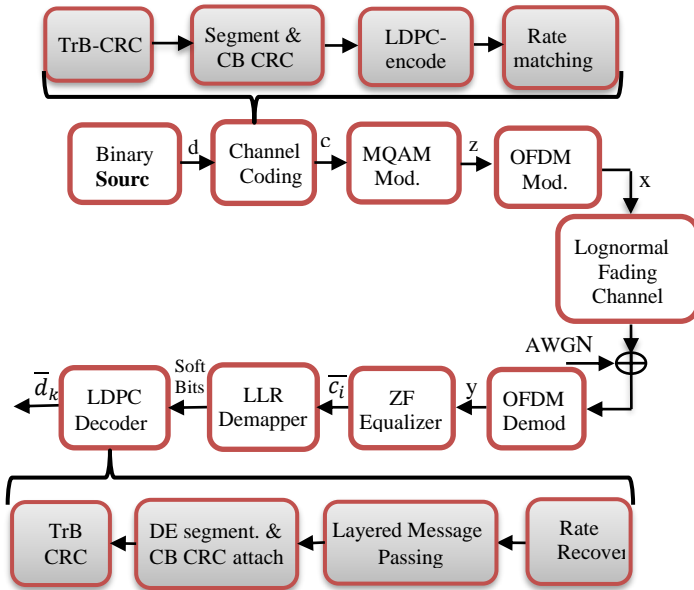 TrB-CRC
Segment &
CB CRC
LDPC-
encode
Rate
matching
Binary
Sourc
d
Channel
Coding
c
MQAM
Mod.
z
OFDM
Mod.
x
Lognormal
Fading
Channel
AWGN
OFDM
Demod
y
ZF
Equalizer
c̅ᵢ
LLR
Demapper
Soft
Bits
LDPC
Decoder
d̅ₖ
Rate
Recover
Layered Message
Passing
DE segment. &
CB CRC attach
TrB
CRC